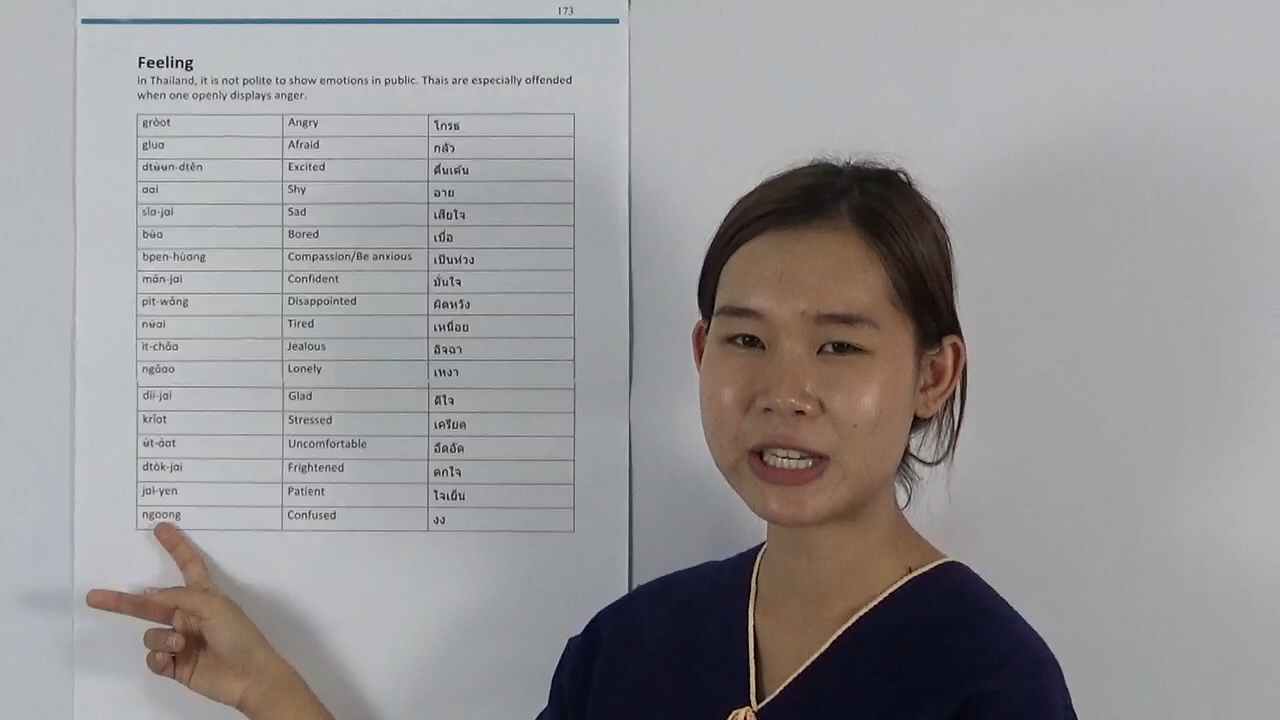 173
Feeling
In Thailand, it is not polite to show emotions in public. Thais are especially offended
when one openly displays anger.
gròot Angry โกรธ
glua Afraid กลัว
dtùun-dtên Excited ตื่นเต้น
aai Shy อาย
sǐa-jai Sad เสียใจ
bùa Bored เบื่อ
bpen-hùang Compassion/Be anxious เป็นห่วง
mân-jai Confident มั่นใจ
pìt-wǎng Disappointed ผิดหวัง
nùai Tired เหนื่อย
ìt-chǎa Jealous อิจฉา
ngǎao Lonely เหงา
dii-jai Glad ดีใจ
krîat Stressed เครียด
ùt-àat Uncomfortable อึดอัด
dtòk-jai Frightened ตกใจ
jai-yen Patient ใจเย็น
ngoong Confused งง